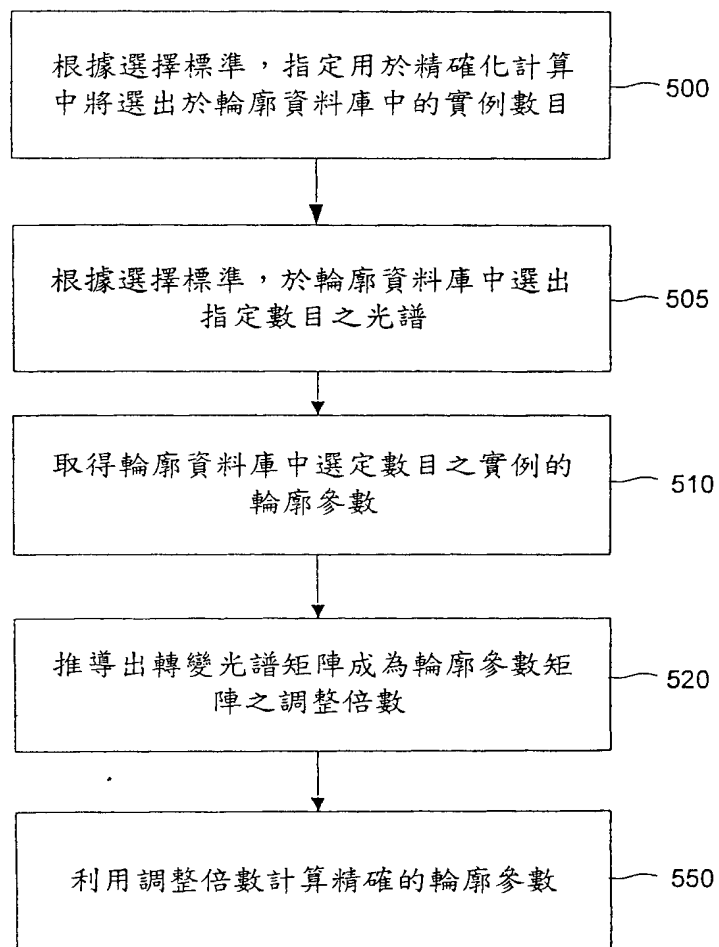 根據選擇標準，指定用於精確化計算
中將選出於輪廓資料庫中的實例數目
500
根據選擇標準，於輪廓資料庫中選出
指定數目之光譜
505
取得輪廓資料庫中選定數目之實例的
輪廓參數
510
推導出轉變光譜矩陣成為輪廓參數矩
陣之調整倍數
520
利用調整倍數計算精確的輪廓參數
550